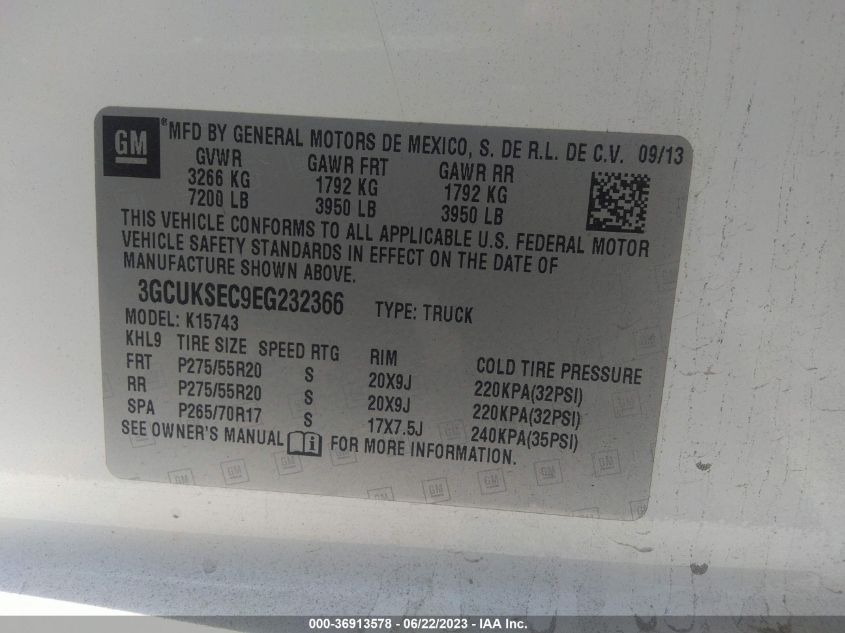 GM ®MFD BY GENERAL MOTORS DE MEXICO, S. DE R.L. DE C.V. 09/13
GVWR GAWR FRT GAWR RR
3266 KG 1792 KG 1792 KG
7200 LB 3950 LB 3950 LB
THIS VEHICLE CONFORMS TO ALL APPLICABLE U.S. FEDERAL MOTOR
VEHICLE SAFETY STANDARDS IN EFFECT ON THE DATE OF
MANUFACTURE SHOWN ABOVE.
3GCUKSEC9EG232366 TYPE: TRUCK
MODEL: K15743
KHL9 TIRE SIZE SPEED RTG RIM COLD TIRE PRESSURE
FRT P275/55R20 S 20X9J 220KPA(32PSI)
RR P275/55R20 S 20X9J 220KPA(32PSI)
SPA P265/70R17 S 17X7.5J 240KPA(35PSI)
SEE OWNER'S MANUAL FOR MORE INFORMATION.
000-36913578 - 06/22/2023 - IAA Inc.